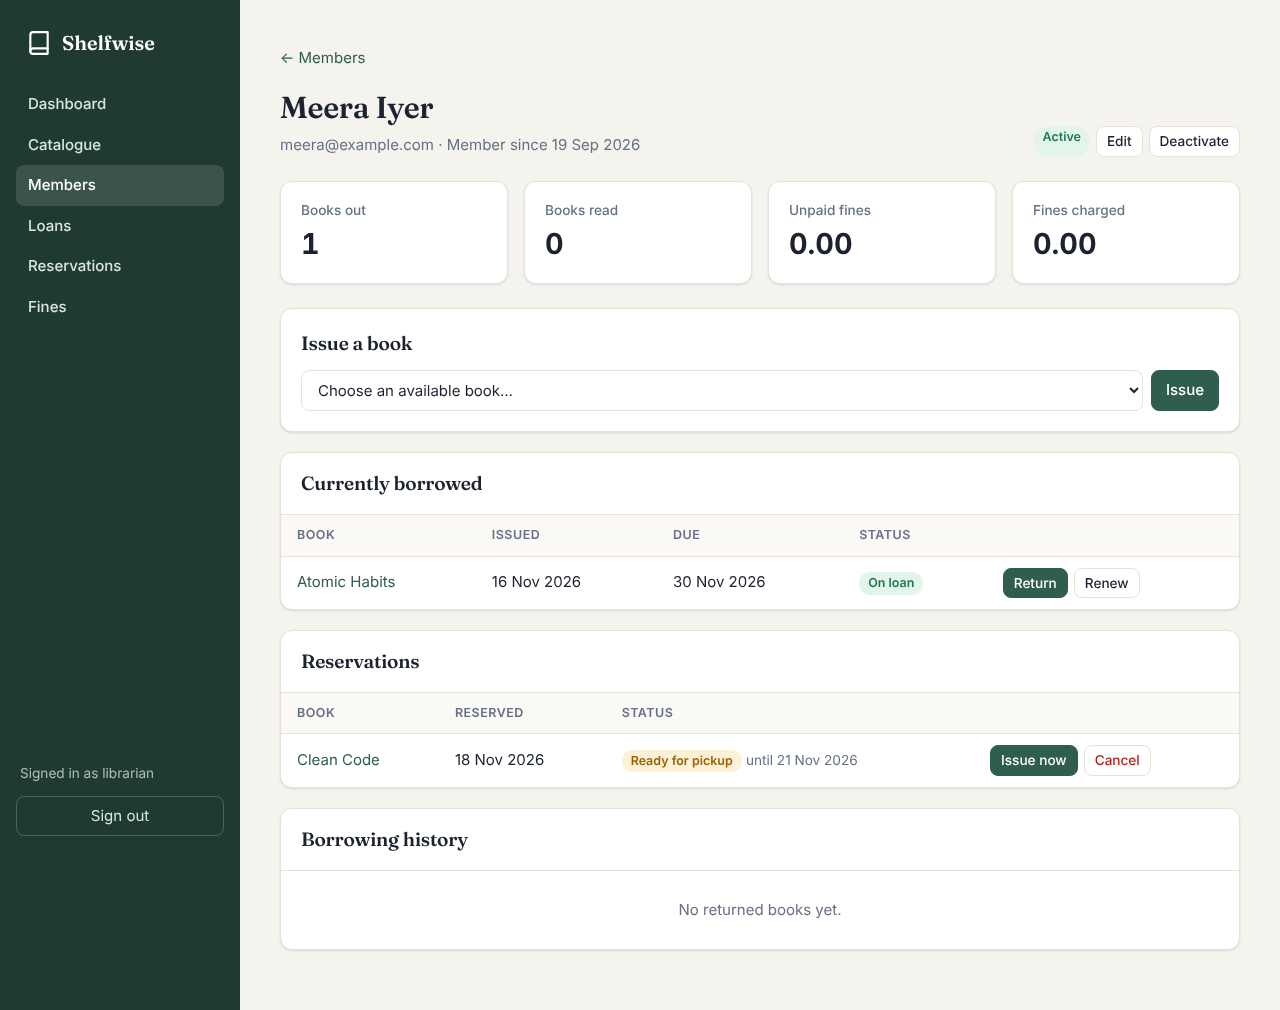 Shelfwise
Dashboard
Catalogue
Members
Loans
Reservations
Fines
Signed in as librarian
Sign out
← Members
Meera Iyer
meera@example.com · Member since 19 Sep 2026
Active Edit Deactivate
Books out Books read Unpaid fines Fines charged
1 0 0.00 0.00
Issue a book
Choose an available book... Issue
Currently borrowed
BOOK ISSUED DUE STATUS
Atomic Habits 16 Nov 2026 30 Nov 2026 On loan Return Renew
Reservations
BOOK RESERVED STATUS
Clean Code 18 Nov 2026 Ready for pickup until 21 Nov 2026 Issue now Cancel
Borrowing history
No returned books yet.